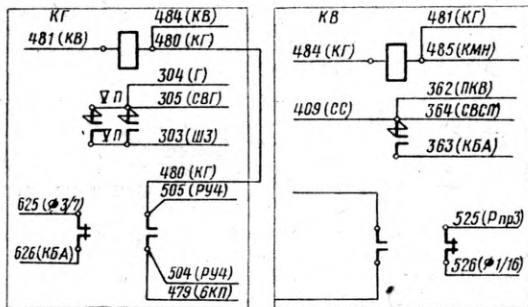 КГ
484 (КВ)
481 (КВ)
480 (КГ)
304 (Г)
V П
305 (СВГ)
V П
303 (ШЗ)
480 (КГ)
505 (РУ4)
625 (Ф 3/7)
626 (КБА)
504 (РУ4)
479 (БКП)
КВ
481 (КГ)
484 (КГ)
485 (КМН)
362 (ПКВ)
409 (СС)
364 (СВСП)
363 (КБА)
525 (Рпр3)
526 (Ф 1/16)